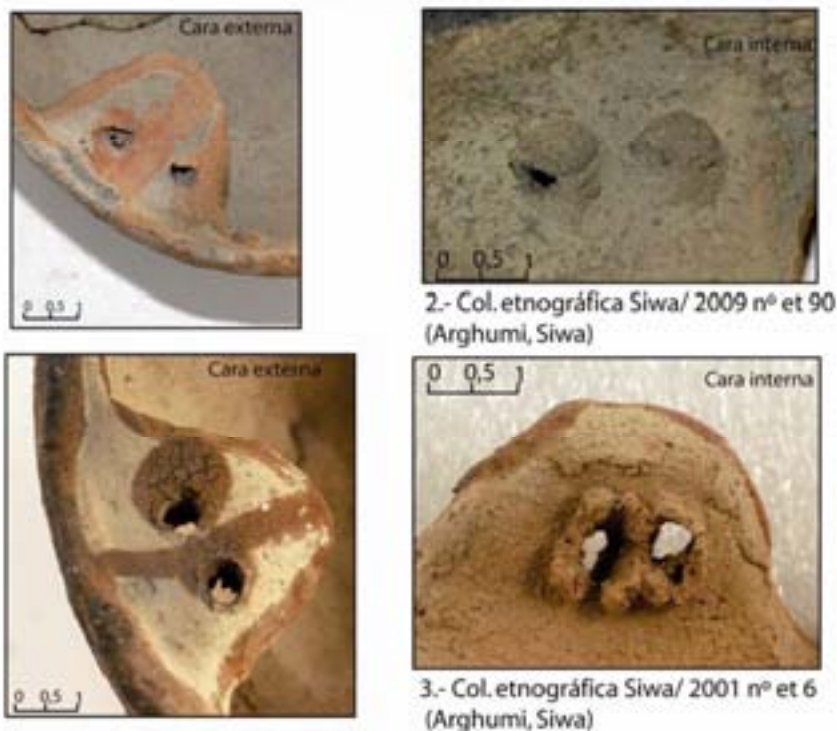 Cara externa
0 0,5 1
Cara interna
0 0,5 1
2.- Col. etnográfica Siwa/ 2009 nº et 90
(Arghumi, Siwa)
Cara externa
0 0,5 1
Cara interna
0 0,5 1
3.- Col. etnográfica Siwa/ 2001 nº et 6
(Arghumi, Siwa)